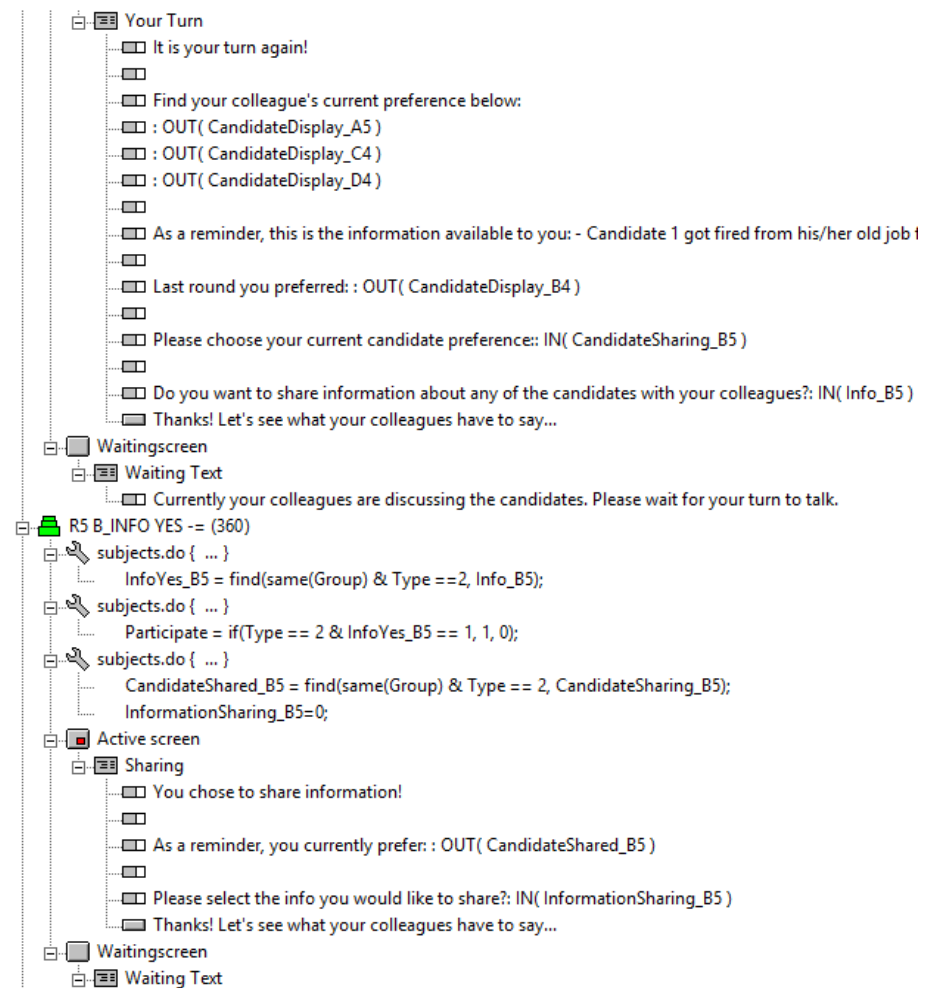 Your Turn
It is your turn again!
Find your colleague's current preference below:
: OUT( CandidateDisplay_A5 )
: OUT( CandidateDisplay_C4 )
: OUT( CandidateDisplay_D4 )
As a reminder, this is the information available to you: - Candidate 1 got fired from his/her old job
Last round you preferred: : OUT( CandidateDisplay_B4 )
Please choose your current candidate preference:: IN( CandidateSharing_B5 )
Do you want to share information about any of the candidates with your colleagues?: IN( Info_B5 )
Thanks! Let's see what your colleagues have to say...
Waitingscreen
Waiting Text
Currently your colleagues are discussing the candidates. Please wait for your turn to talk.
R5 B_INFO YES -= (360)
subjects.do { ... }
InfoYes_B5 = find(same(Group) & Type ==2, Info_B5);
subjects.do { ... }
Participate = if(Type == 2 & InfoYes_B5 == 1, 1, 0);
subjects.do { ... }
CandidateShared_B5 = find(same(Group) & Type == 2, CandidateSharing_B5);
InformationSharing_B5=0;
Active screen
Sharing
You chose to share information!
As a reminder, you currently prefer: : OUT( CandidateShared_B5 )
Please select the info you would like to share?: IN( InformationSharing_B5 )
Thanks! Let's see what your colleagues have to say...
Waitingscreen
Waiting Text